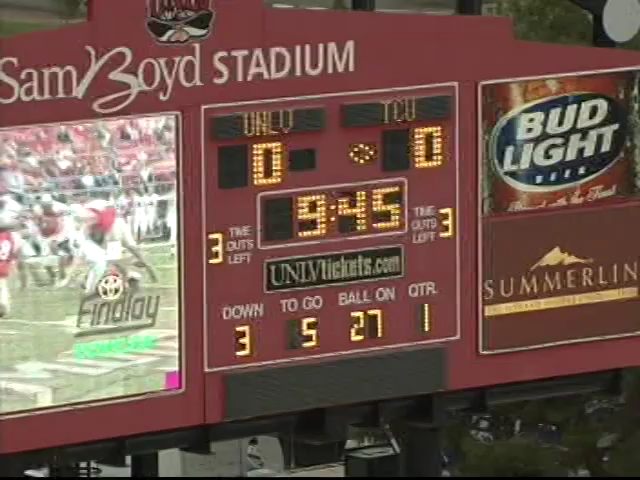 Sam Boyd STADIUM
UNLV
TCU
0
0
9:45
TIME
OUTS
LEFT
3
TIME
OUTS
LEFT
3
UNLVtickets.com
DOWN
TO GO
BALL ON
QTR.
3
5
27
1
Findlay
BUD
LIGHT
BEER
SUMMERLIN